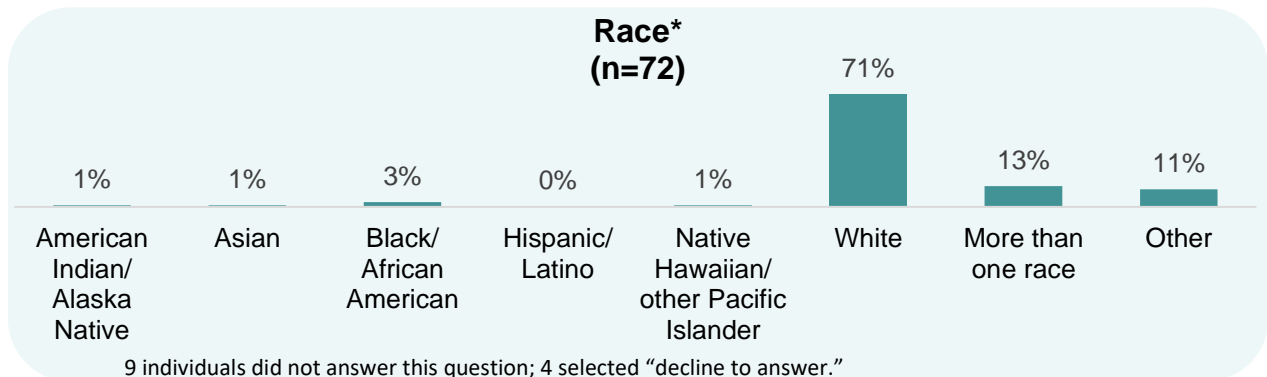 Race*
(n=72)
1%
1%
3%
0%
1%
71%
13%
11%
American
Indian/
Alaska
Native
Asian
Black/
African
American
Hispanic/
Latino
Native
Hawaiian/
other Pacific
Islander
White
More than
one race
Other
9 individuals did not answer this question; 4 selected “decline to answer.”